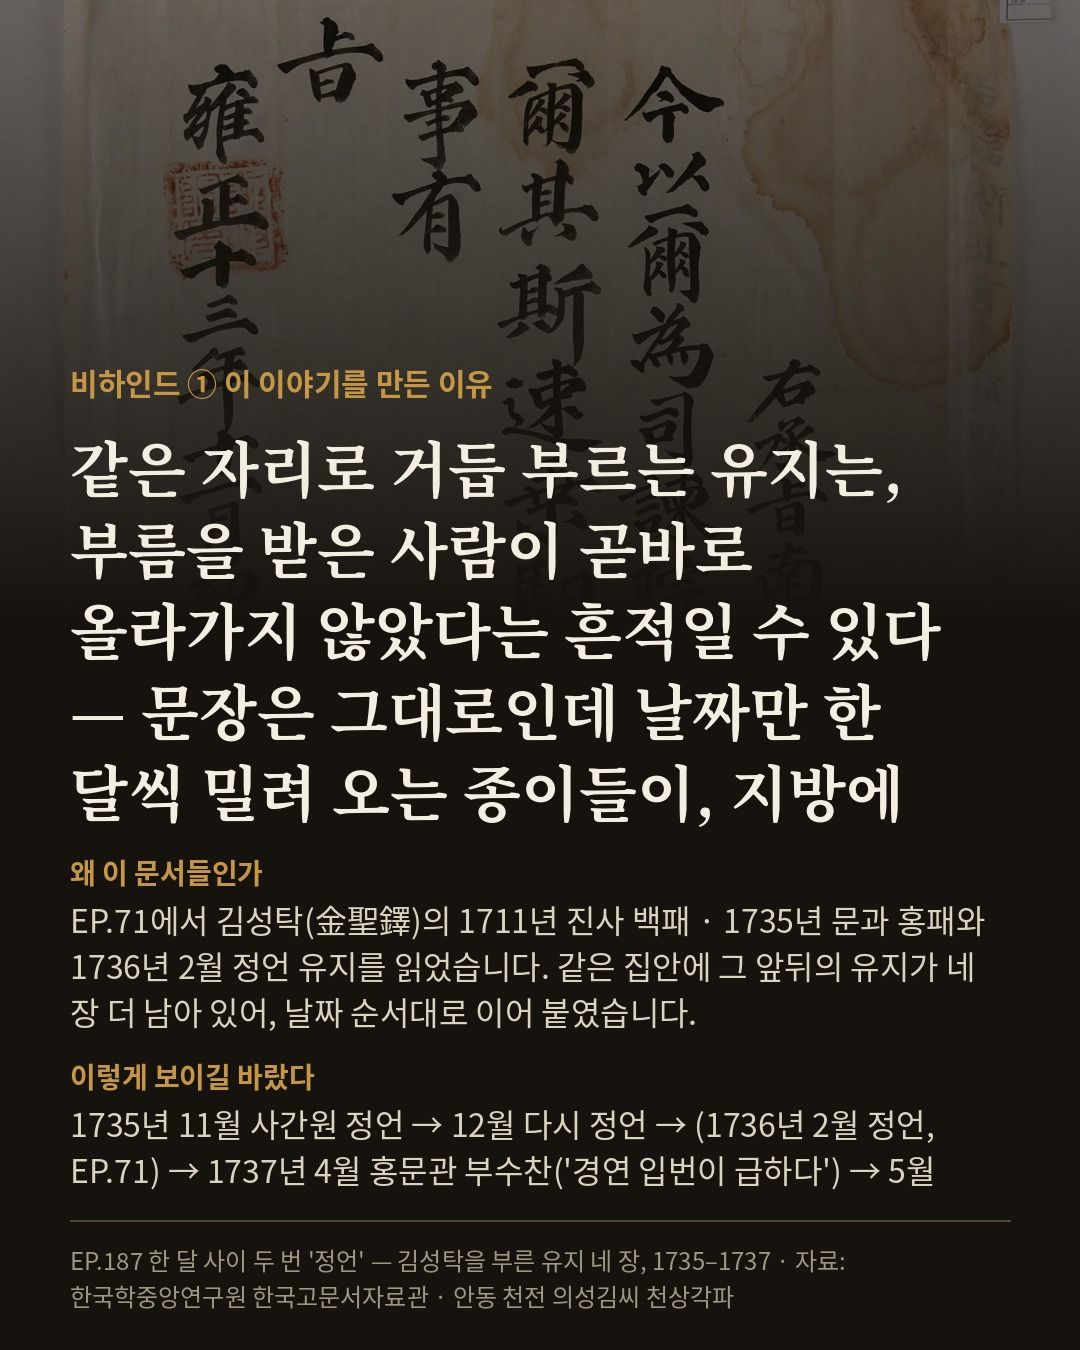 右承旨南
今以爾為司諫
爾其斯速
事有
旨
雍正十三年十一月
비하인드 ① 이 이야기를 만든 이유
같은 자리로 거듭 부르는 유지는,
부름을 받은 사람이 곧바로
올라가지 않았다는 흔적일 수 있다
— 문장은 그대로인데 날짜만 한
달씩 밀려 오는 종이들이, 지방에
왜 이 문서들인가
EP.71에서 김성탁(金聖鐸)의 1711년 진사 백패 · 1735년 문과 홍패와
1736년 2월 정언 유지를 읽었습니다. 같은 집안에 그 앞뒤의 유지가 네
장 더 남아 있어, 날짜 순서대로 이어 붙였습니다.
이렇게 보이길 바랐다
1735년 11월 사간원 정언 → 12월 다시 정언 → (1736년 2월 정언,
EP.71) → 1737년 4월 홍문관 부수찬('경연 입번이 급하다') → 5월
EP.187 한 달 사이 두 번 '정언' — 김성탁을 부른 유지 네 장, 1735–1737 · 자료:
한국학중앙연구원 한국고문서자료관 · 안동 천전 의성김씨 천상각파